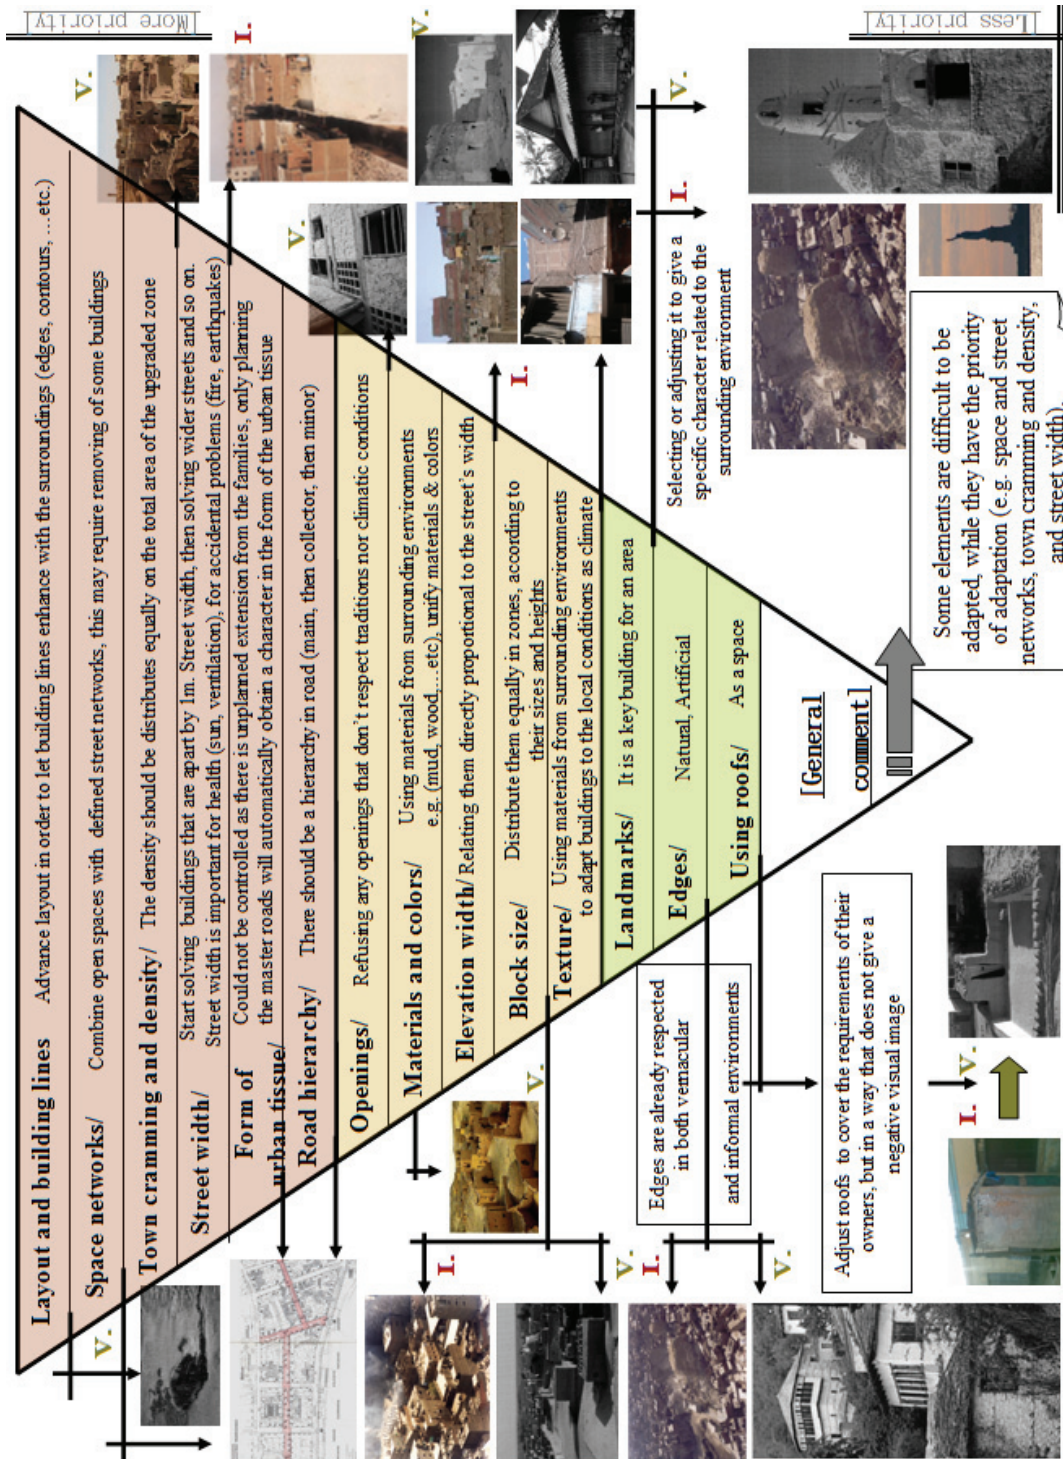 [More priority]
Layout and building lines Advance layout in order to let building lines enhance with the surroundings (edges, contours, ....etc.)
V.
Space networks/ Combine open spaces with defined street networks, this may require removing of some buildings
V.
Town cramming and density/ The density should be distributes equally on the total area of the upgraded zone
Street width/ Start solving buildings that are apart by 1m. Street width, then solving wider streets and so on.
Street width is important for health (sun, ventilation), for accidental problems (fire, earthquakes)
I.
Form of urban tissue/ Could not be controlled as there is unplanned extension from the families, only planning
the master roads will automatically obtain a character in the form of the urban tissue
Road hierarchy/ There should be a hierarchy in road (main, then collector, then minor)
V.
Openings/ Refusing any openings that don't respect traditions nor climatic conditions
Materials and colors/ Using materials from surrounding environments
e.g. (mud, wood,... etc), unify materials & colors
V.
Elevation width/ Relating them directly proportional to the street's width
I.
V.
Block size/ Distribute them equally in zones, according to
their sizes and heights
I.
V.
Texture/ Using materials from surrounding environments
to adapt buildings to the local conditions as climate
Landmarks/ It is a key building for an area
I.
V.
Selecting or adjusting it to give a
specific character related to the
surrounding environment
Edges/ Natural, Artificial
Edges are already respected
in both vernacular
and informal environments
I.
V.
Using roofs/ As a space
Adjust roofs to cover the requirements of their
owners, but in a way that does not give a
negative visual image
I.
V.
[General
comment]
Some elements are difficult to be
adapted, while they have the priority
of adaptation (e.g. space and street
networks, town cramming and density,
and street width).
[Less priority]